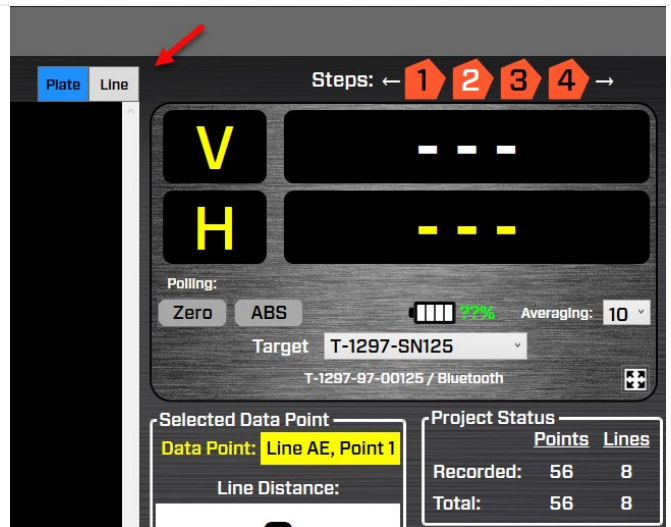 Plate Line
Steps: ← 1 2 3 4 →
V - - -
H - - -
Polling:
Zero ABS ??% Averaging: 10
Target T-1297-SN125
T-1297-97-00125 / Bluetooth
Selected Data Point
Data Point: Line AE, Point 1
Line Distance:
Project Status
Points Lines
Recorded: 56 8
Total: 56 8